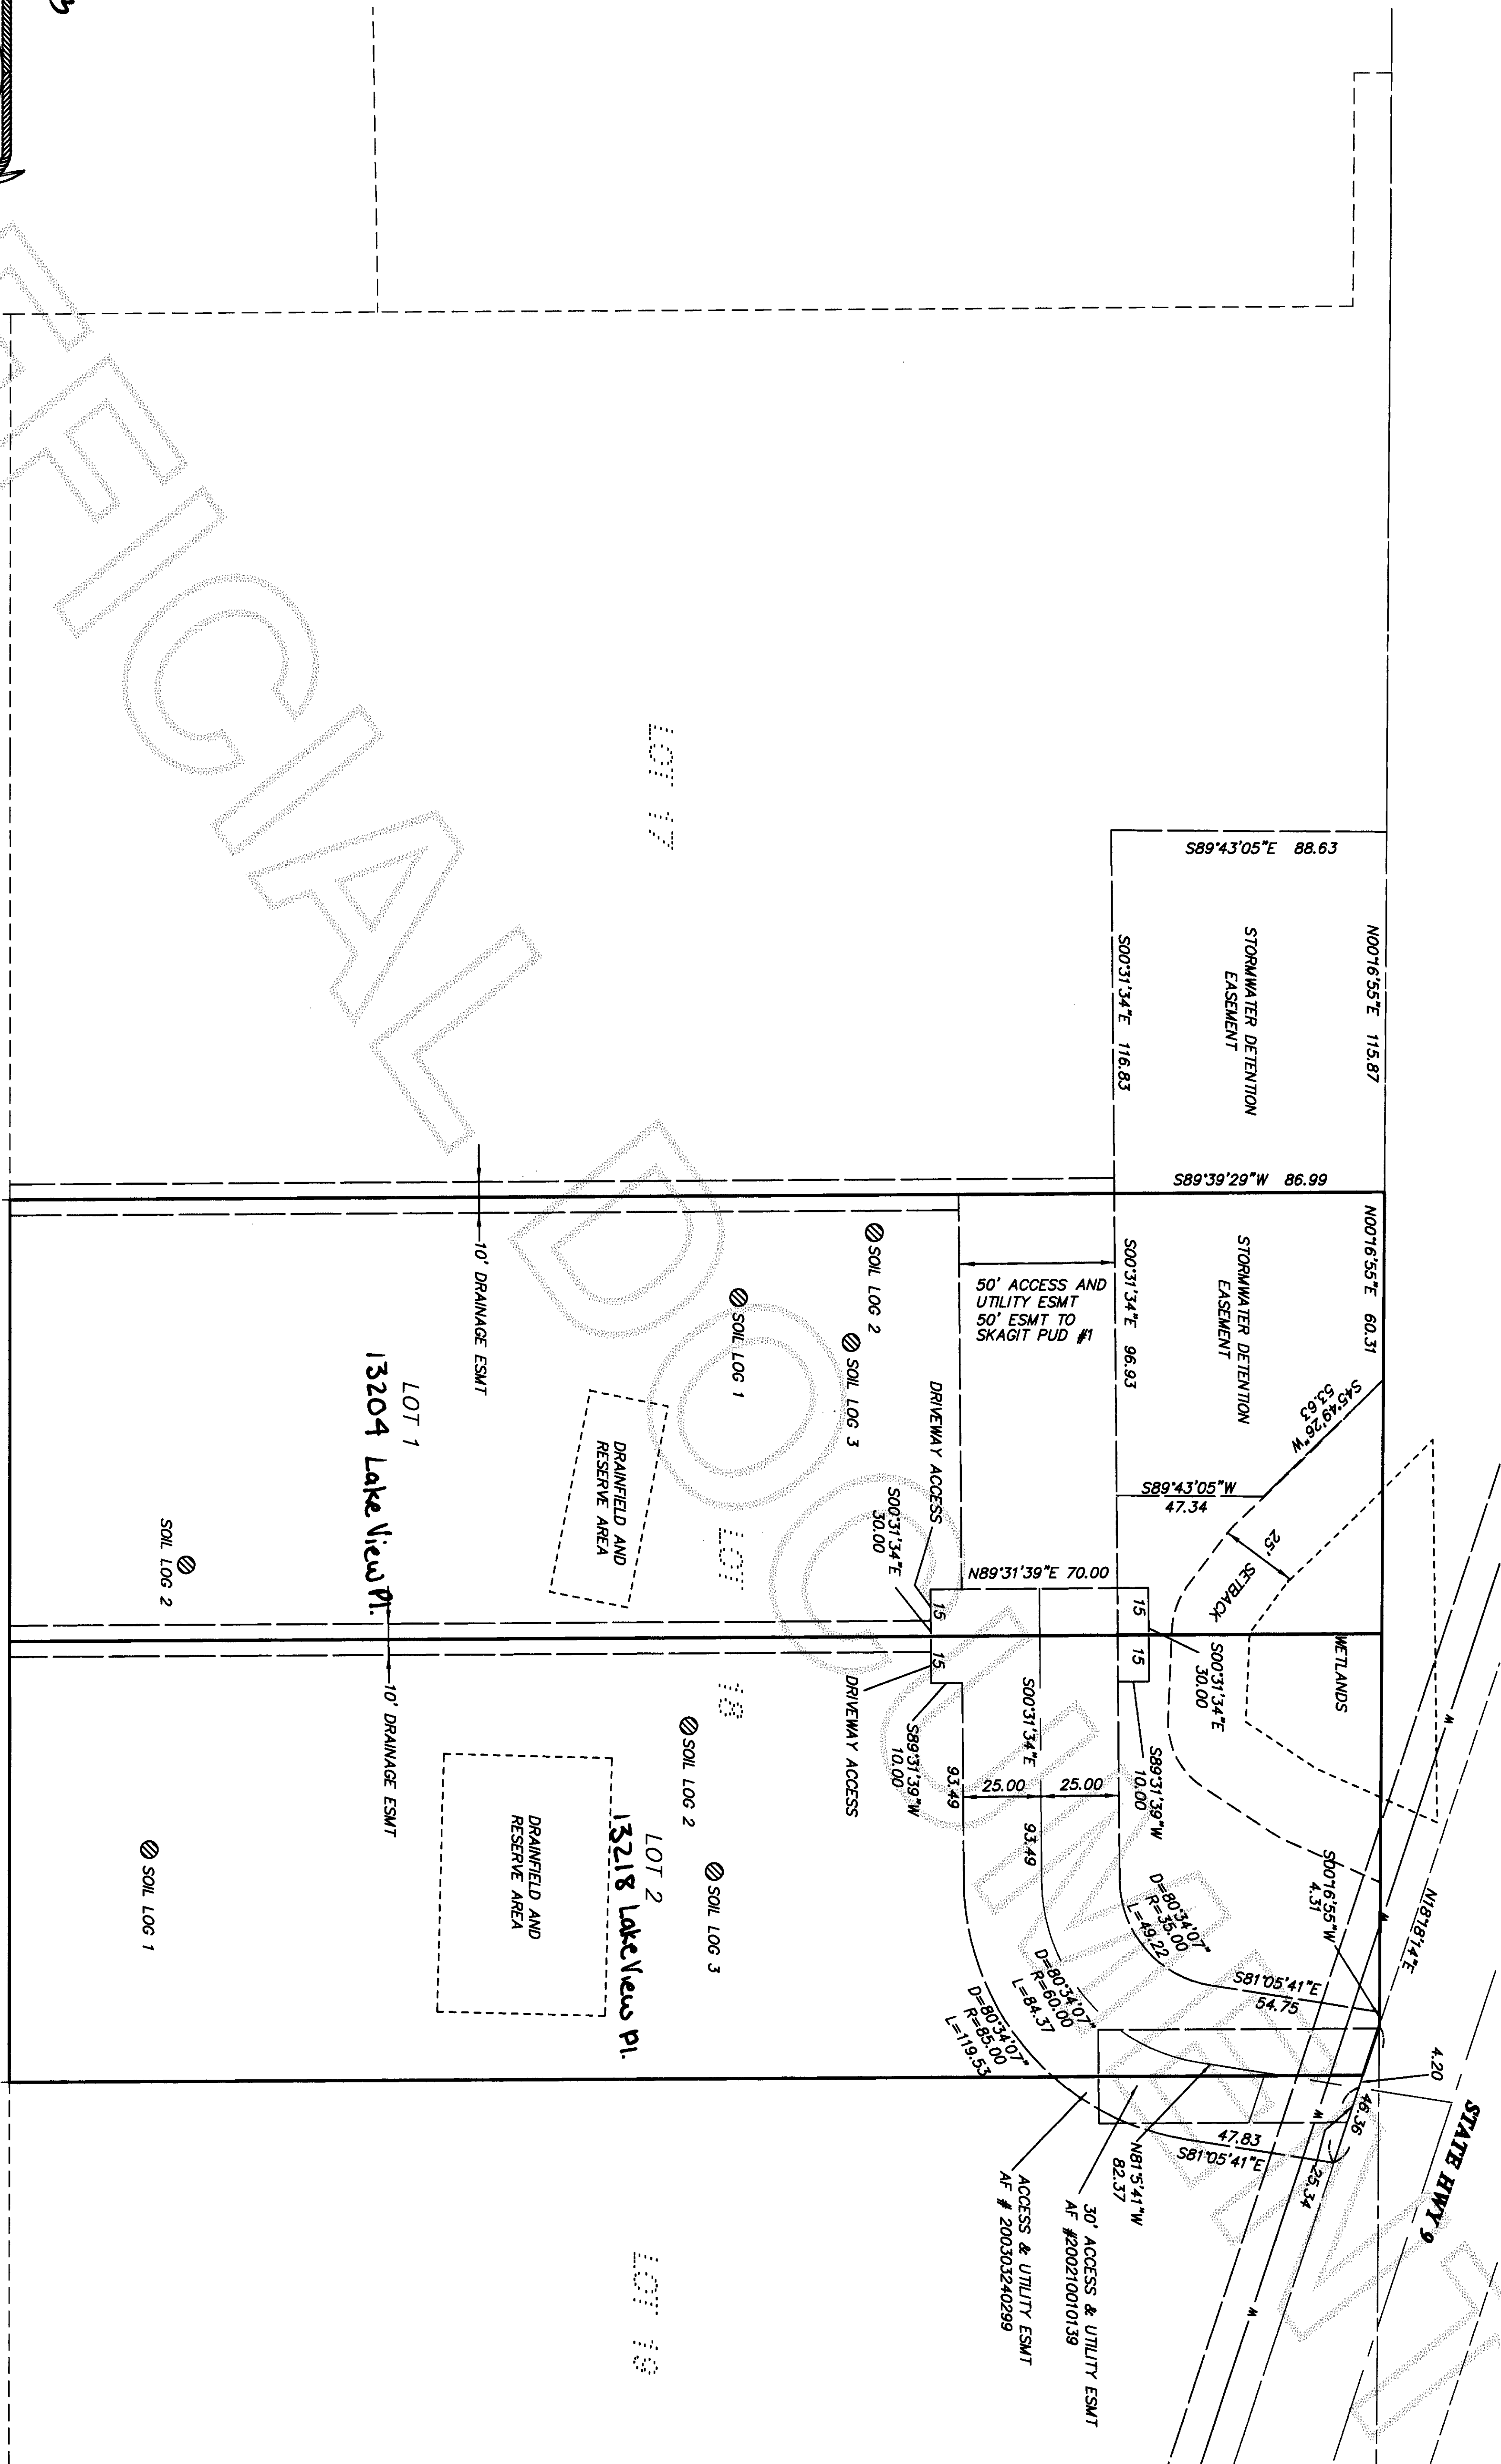 STATE HWY 9
N18°18'14"E
4.20
46.36
25.34
W
W
W
W
N00°16'55"E 115.87
S89°43'05"E 88.63
STORMWATER DETENTION
EASEMENT
S00°31'34"E 116.83
S89°39'29"W 86.99
N00°16'55"E 60.31
STORMWATER DETENTION
EASEMENT
S00°31'34"E 96.93
S45°49'26"W
53.63
S89°43'05"W
47.34
25'
SETBACK
WETLANDS
S00°16'55"W
4.31
S81°05'41"E
54.75
50' ACCESS AND
UTILITY ESMT
50' ESMT TO
SKAGIT PUD #1
N89°31'39"E 70.00
15
15
S00°31'34"E
30.00
S89°31'39"W
10.00
D=80°34'07"
R=35.00
L=49.22
S00°31'34"E
93.49
25.00
25.00
D=80°34'07"
R=60.00
L=84.37
93.49
D=80°34'07"
R=85.00
L=119.53
47.83
S81°05'41"E
N81°5'41"W
82.37
30' ACCESS & UTILITY ESMT
AF #200210010139
ACCESS & UTILITY ESMT
AF # 200303240299
DRIVEWAY ACCESS
S00°31'34"E
30.00
15
15
S89°31'39"W
10.00
DRIVEWAY ACCESS
SOIL LOG 2
SOIL LOG 3
SOIL LOG 1
LOT 17
LOT 18
LOT 19
SOIL LOG 2
SOIL LOG 3
DRAINFIELD AND
RESERVE AREA
LOT 2
13218 Lake View Pl.
DRAINFIELD AND
RESERVE AREA
10' DRAINAGE ESMT
LOT 1
13204 Lake View Pl.
10' DRAINAGE ESMT
SOIL LOG 2
SOIL LOG 1
FFICIAL DOCUMENT